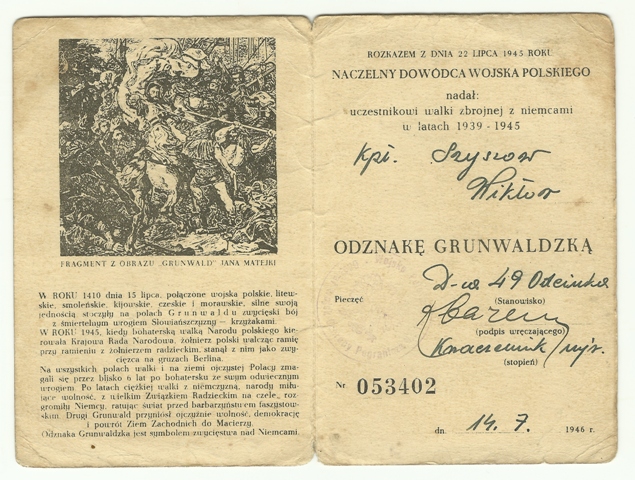 FRAGMENT Z OBRAZU „GRUNWALD" JANA MATEJKI
W ROKU 1410 dnia 15 lipca, połączone wojska polskie, litew-
skie, smoleńskie, kijowskie, czeskie i morawskie, silne swoją
jednością stoczyły na polach Grunwaldu zwycięski bój
z śmiertelnym wrogiem Słowiańszczyzny — krzyżakami.
W ROKU 1945, kiedy bohaterską walką Narodu polskiego kie-
rowała Krajowa Rada Narodowa, żołnierz polski walcząc ramię
przy ramieniu z żołnierzem radzieckim, stanął z nim jako zwy-
cięzca na gruzach Berlina.
Na wszystkich polach walki i na ziemi ojczystej Polacy zmaga-
li się przez blisko 6 lat po bohatersku ze swym odwiecznym
wrogiem. Po latach ciężkiej walki z niemczyzną, narody miłu-
jące wolność, z wielkim Związkiem Radzieckim na czele, roz-
gromiły Niemcy, ratując świat przed barbarzyństwem faszystow-
skim. Drugi Grunwald przyniósł ojczyźnie wolność, demokrację
i powrót Ziem Zachodnich do Macierzy.
Odznaka Grunwaldzka jest symbolem zwycięstwa nad Niemcami.
ROZKAZEM Z DNIA 22 LIPCA 1945 ROKU
NACZELNY DOWÓDCA WOJSKA POLSKIEGO
nadał:
uczestnikowi walki zbrojnej z niemcami
w latach 1939 - 1945
Kpt. Szyszow
Wiktor
ODZNAKĘ GRUNWALDZKĄ
D-ca 49 Odcinka
Pieczęć (Stanowisko)
(podpis wręczającego)
mjr.
(stopień)
Nr 053402
dn. 14. 7. 1946 r.